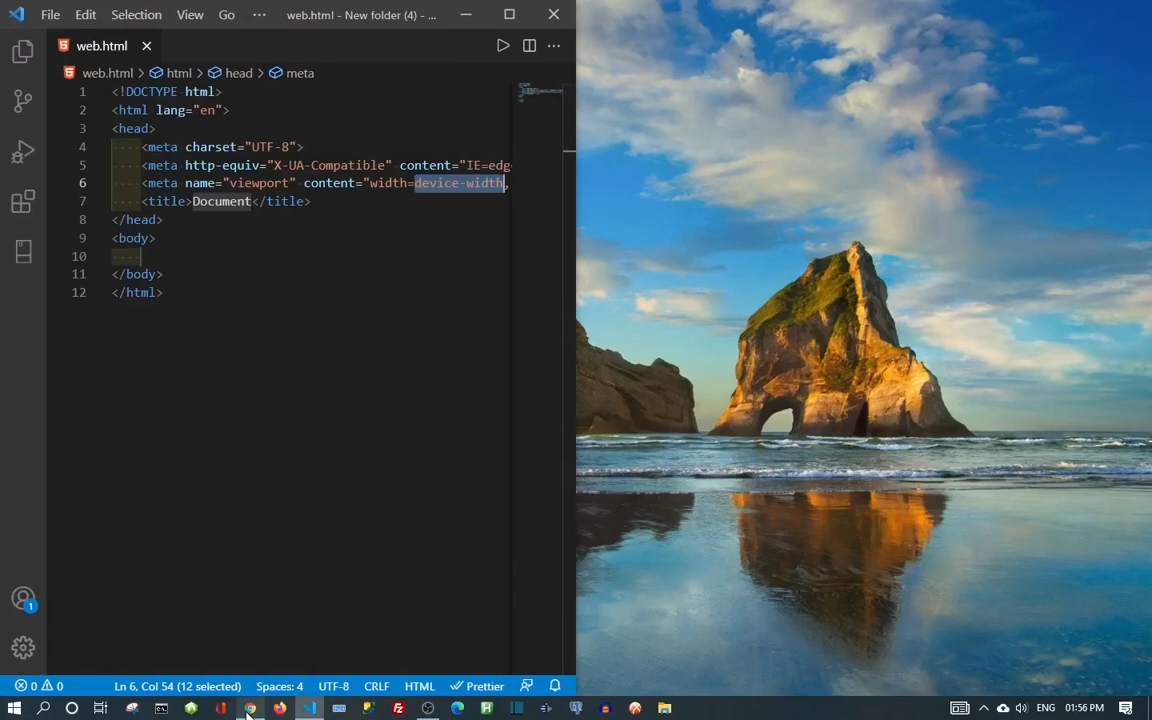 File Edit Selection View Go ··· web.html - New folder (4) - ...
web.html
web.html > html > head > meta
1 <!DOCTYPE html>
2 <html lang="en">
3 <head>
4 <meta charset="UTF-8">
5 <meta http-equiv="X-UA-Compatible" content="IE=edg
6 <meta name="viewport" content="width=device-width,
7 <title>Document</title>
8 </head>
9 <body>
10
11 </body>
12 </html>
1
0 0 Ln 6, Col 54 (12 selected) Spaces: 4 UTF-8 CRLF HTML Prettier
ENG 01:56 PM